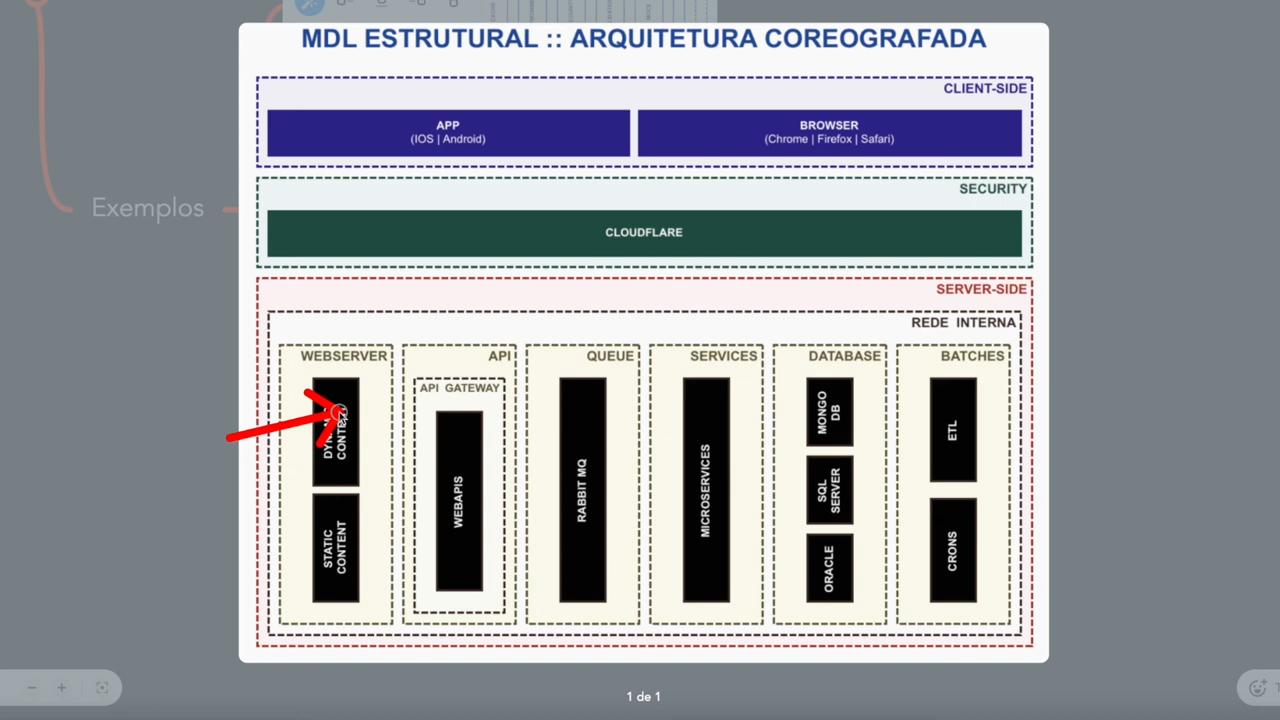 MDL ESTRUTURAL :: ARQUITETURA COREOGRAFADA
CLIENT-SIDE
APP
(IOS | Android)
BROWSER
(Chrome | Firefox | Safari)
SECURITY
Exemplos
CLOUDFLARE
SERVER-SIDE
REDE INTERNA
WEBSERVER
CONTENT
STATIC
CONTENT
API
API GATEWAY
WEBAPIS
QUEUE
RABBIT MQ
SERVICES
MICROSERVICES
DATABASE
MONGO
DB
SQL
SERVER
ORACLE
BATCHES
ETL
CRONS
1 de 1